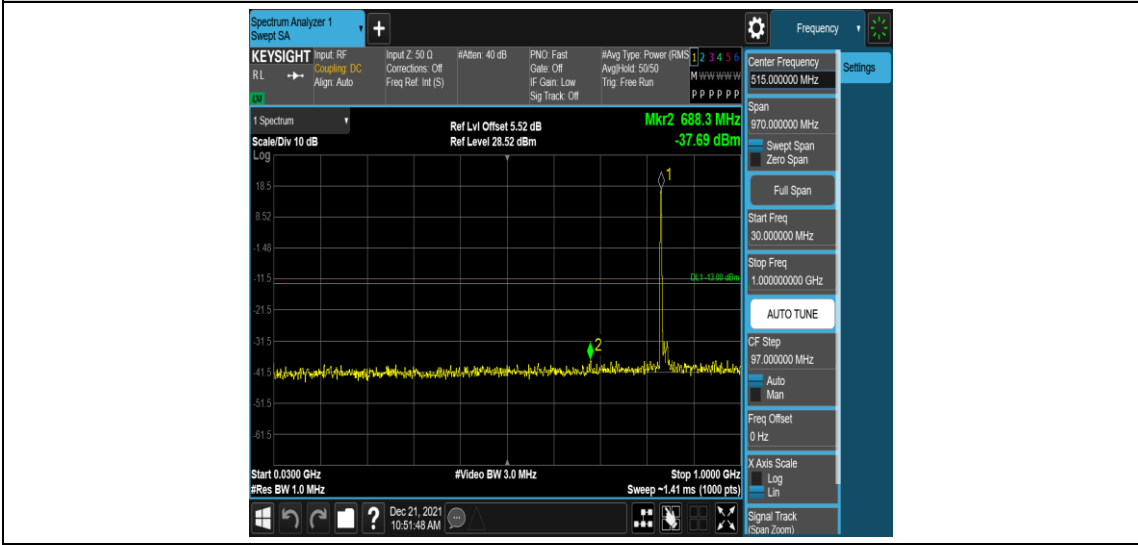 Spectrum Analyzer 1
Swept SA
+
Frequency
KEYSIGHT
RL
Input: RF
Coupling: DC
Align: Auto
Input Z: 50 Ω
Corrections: Off
Freq Ref: Int (S)
#Atten: 40 dB
PNO: Fast
Gate: Off
IF Gain: Low
Sig Track: Off
#Avg Type: Power (RMS
Avg|Hold: 50/50
Trig: Free Run
1 2 3 4 5 6
M W W W W W
P P P P P P
1 Spectrum
Scale/Div 10 dB
Log
Ref Lvl Offset 5.52 dB
Ref Level 28.52 dBm
Mkr2 688.3 MHz
-37.69 dBm
18.5
8.52
-1.48
-11.5
-21.5
-31.5
-41.5
-51.5
-61.5
1
DL1 -13.00 dBm
2
Start 0.0300 GHz
#Res BW 1.0 MHz
#Video BW 3.0 MHz
Stop 1.0000 GHz
Sweep ~1.41 ms (1000 pts)
Dec 21, 2021
10:51:48 AM
?
Center Frequency
515.000000 MHz
Settings
Span
970.000000 MHz
Swept Span
Zero Span
Full Span
Start Freq
30.000000 MHz
Stop Freq
1.000000000 GHz
AUTO TUNE
CF Step
97.000000 MHz
Auto
Man
Freq Offset
0 Hz
X Axis Scale
Log
Lin
Signal Track
(Span Zoom)